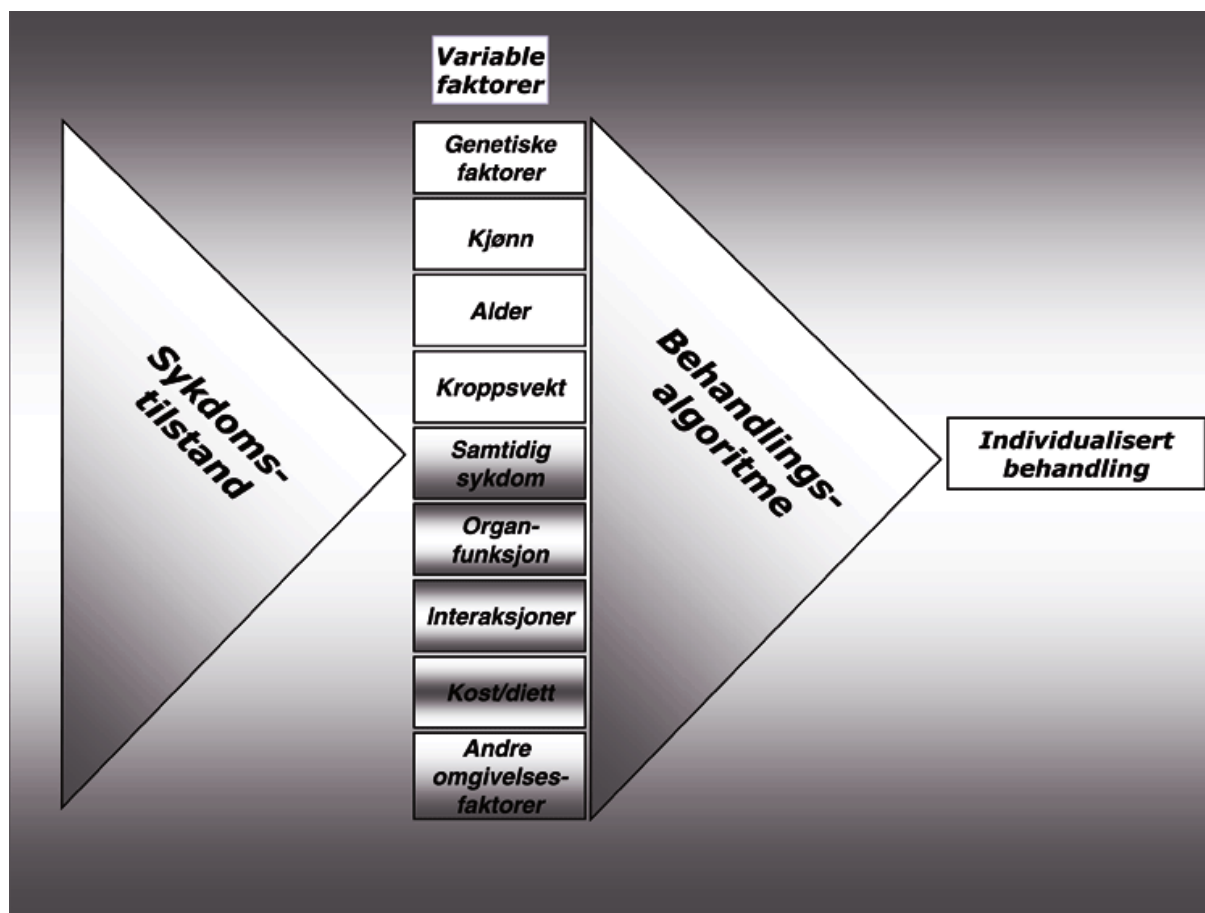 Variable
faktorer
Sykdoms-
tilstand
Genetiske
faktorer
Kjønn
Alder
Kroppsvekt
Samtidig
sykdom
Organ-
funksjon
Interaksjoner
Kost/diett
Andre
omgivelses-
faktorer
Behandlings-
algoritme
Individualisert
behandling